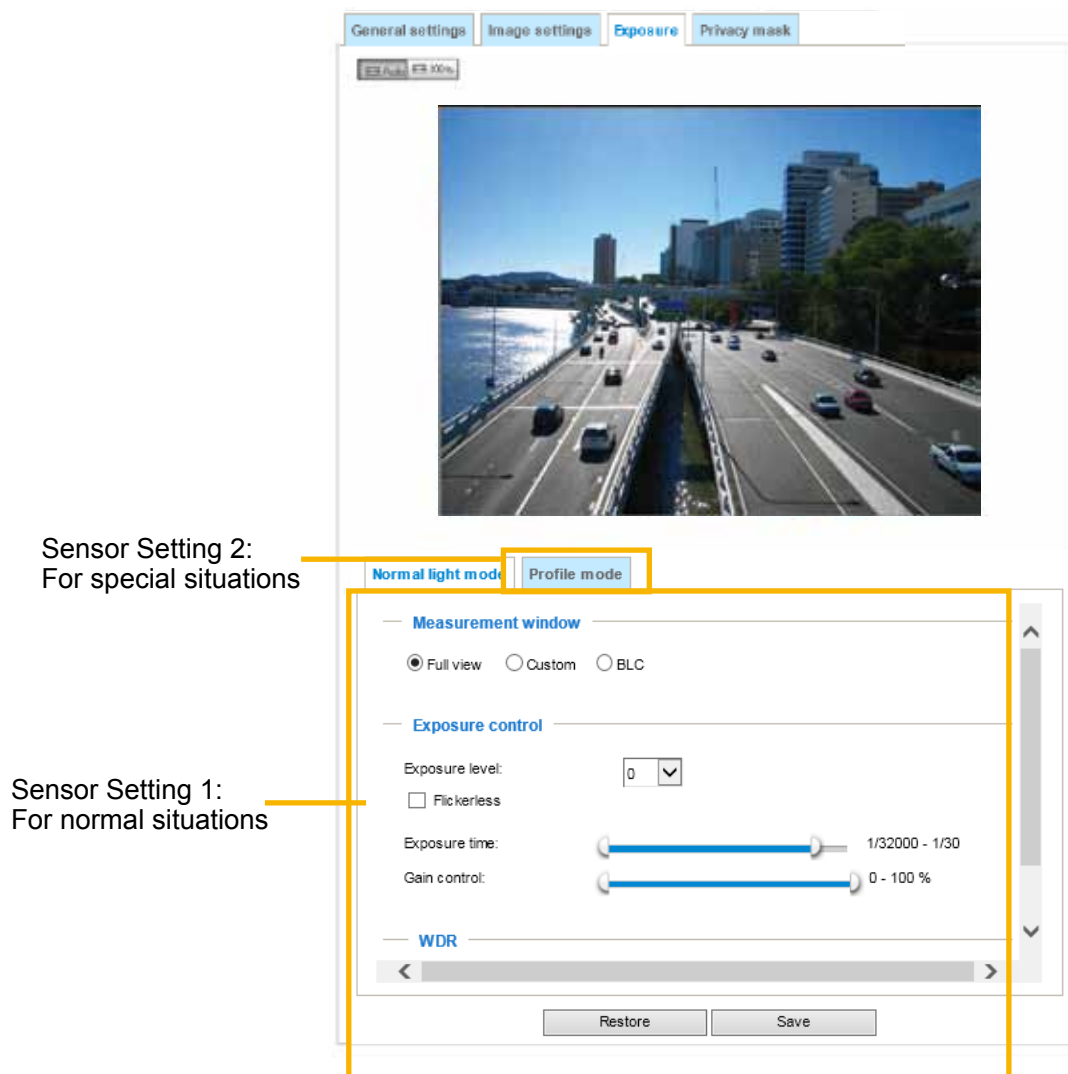 General settings Image settings Exposure Privacy mask
Auto 100%
Sensor Setting 2:
For special situations
Normal light mode Profile mode
Measurement window
Full view Custom BLC
Exposure control
Exposure level: 0
Flickerless
Sensor Setting 1:
For normal situations
Exposure time: 1/32000 - 1/30
Gain control: 0 - 100 %
WDR
Restore Save